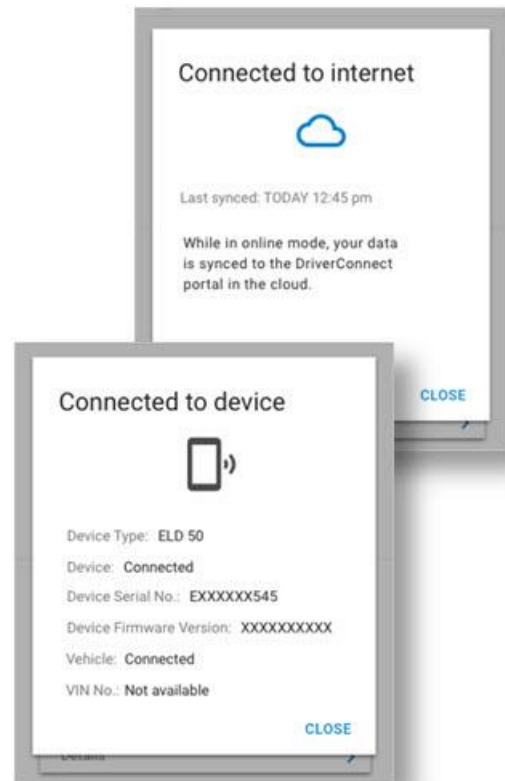 Connected to internet
Last synced: TODAY 12:45 pm
While in online mode, your data
is synced to the DriverConnect
portal in the cloud.
CLOSE
Connected to device
Device Type: ELD 50
Device: Connected
Device Serial No.: EXXXXXX545
Device Firmware Version: XXXXXXXXXX
Vehicle: Connected
VIN No.: Not available
CLOSE
Details